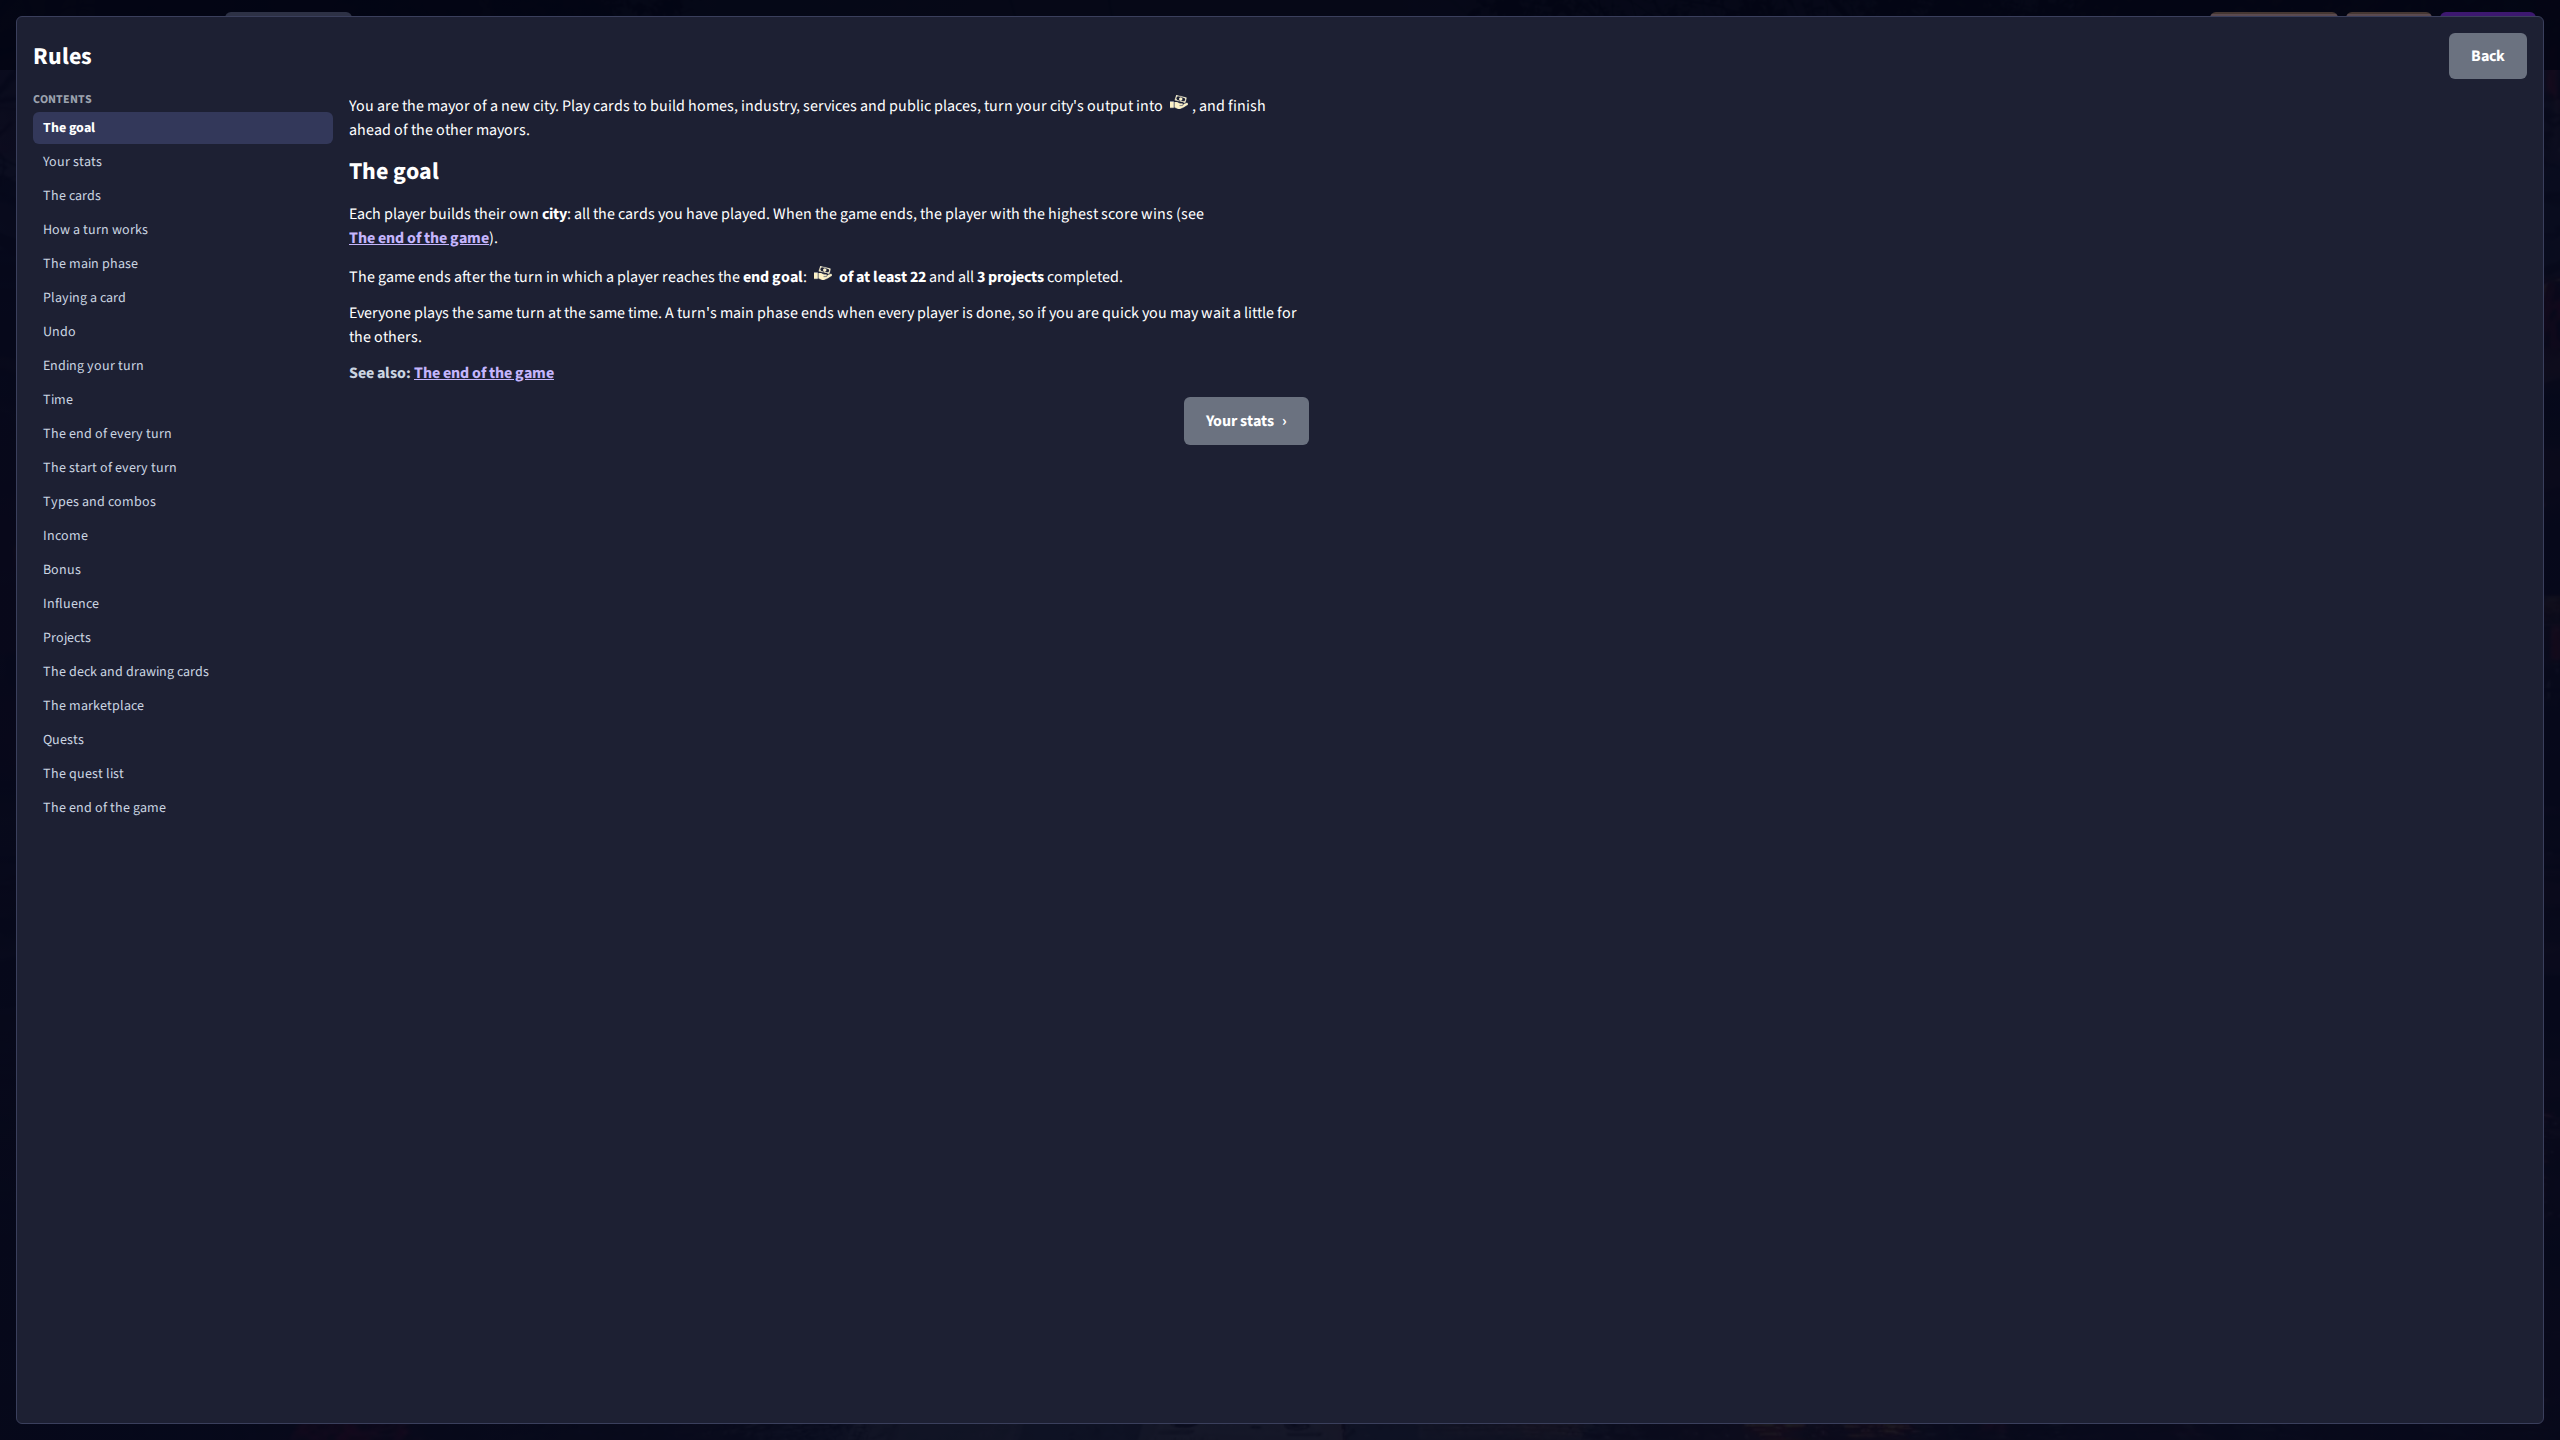 Rules
Back
CONTENTS
The goal
Your stats
The cards
How a turn works
The main phase
Playing a card
Undo
Ending your turn
Time
The end of every turn
The start of every turn
Types and combos
Income
Bonus
Influence
Projects
The deck and drawing cards
The marketplace
Quests
The quest list
The end of the game
You are the mayor of a new city. Play cards to build homes, industry, services and public places, turn your city's output into , and finish
ahead of the other mayors.
The goal
Each player builds their own city: all the cards you have played. When the game ends, the player with the highest score wins (see
The end of the game).
The game ends after the turn in which a player reaches the end goal: of at least 22 and all 3 projects completed.
Everyone plays the same turn at the same time. A turn's main phase ends when every player is done, so if you are quick you may wait a little for
the others.
See also: The end of the game
Your stats ›